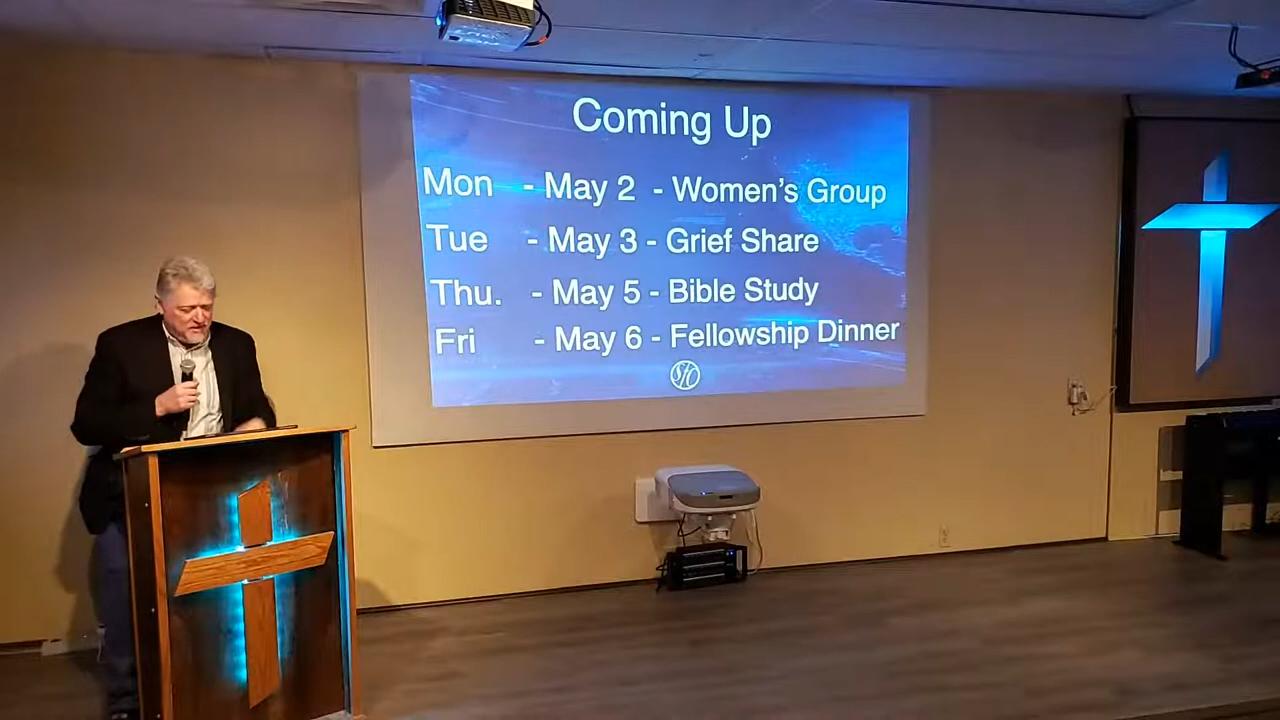 Coming Up
Mon - May 2 - Women's Group
Tue - May 3 - Grief Share
Thu. - May 5 - Bible Study
Fri - May 6 - Fellowship Dinner